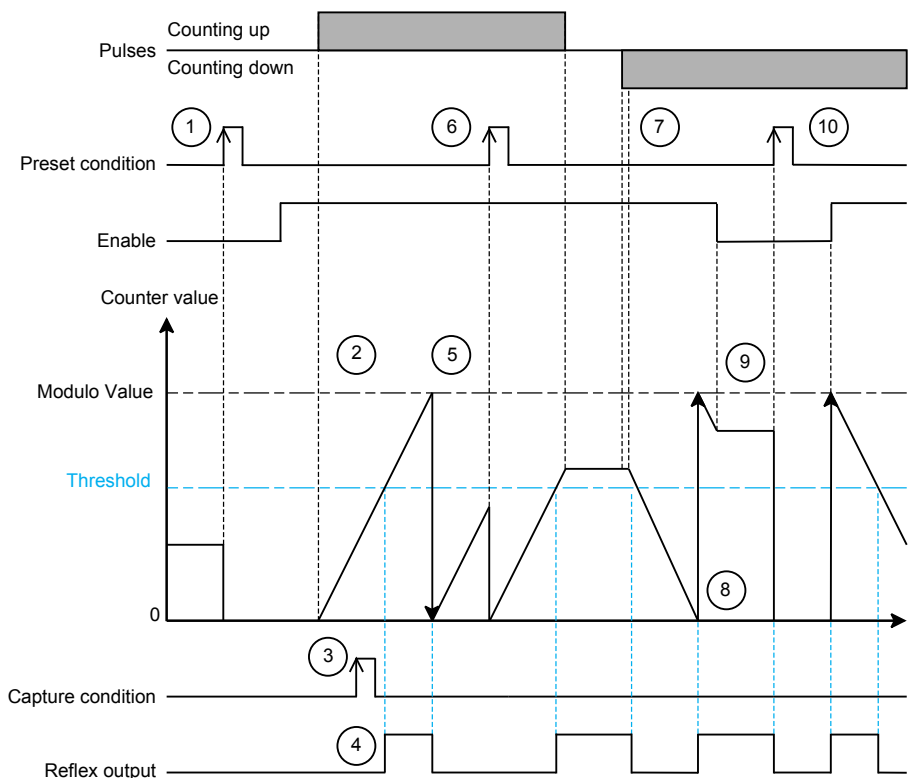 Counting up
Pulses
Counting down
1
6
7
10
Preset condition
Enable
Counter value
2
5
9
Modulo Value
Threshold
8
0
3
Capture condition
4
Reflex output